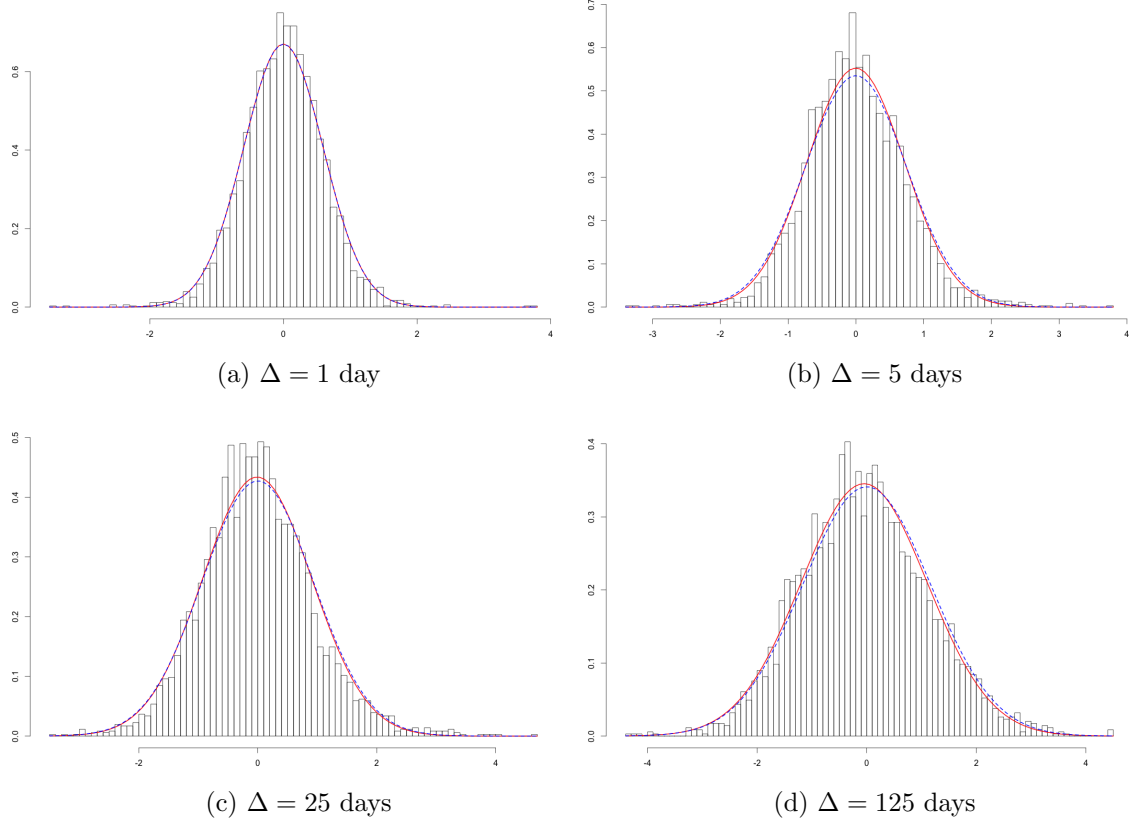 0.0 0.2 0.4 0.6
-2 0 2 4
(a) Δ = 1 day
0.0 0.1 0.2 0.3 0.4 0.5 0.6 0.7
-3 -2 -1 0 1 2 3 4
(b) Δ = 5 days
0.0 0.1 0.2 0.3 0.4 0.5
-2 0 2 4
(c) Δ = 25 days
0.0 0.1 0.2 0.3 0.4
-4 -2 0 2 4
(d) Δ = 125 days